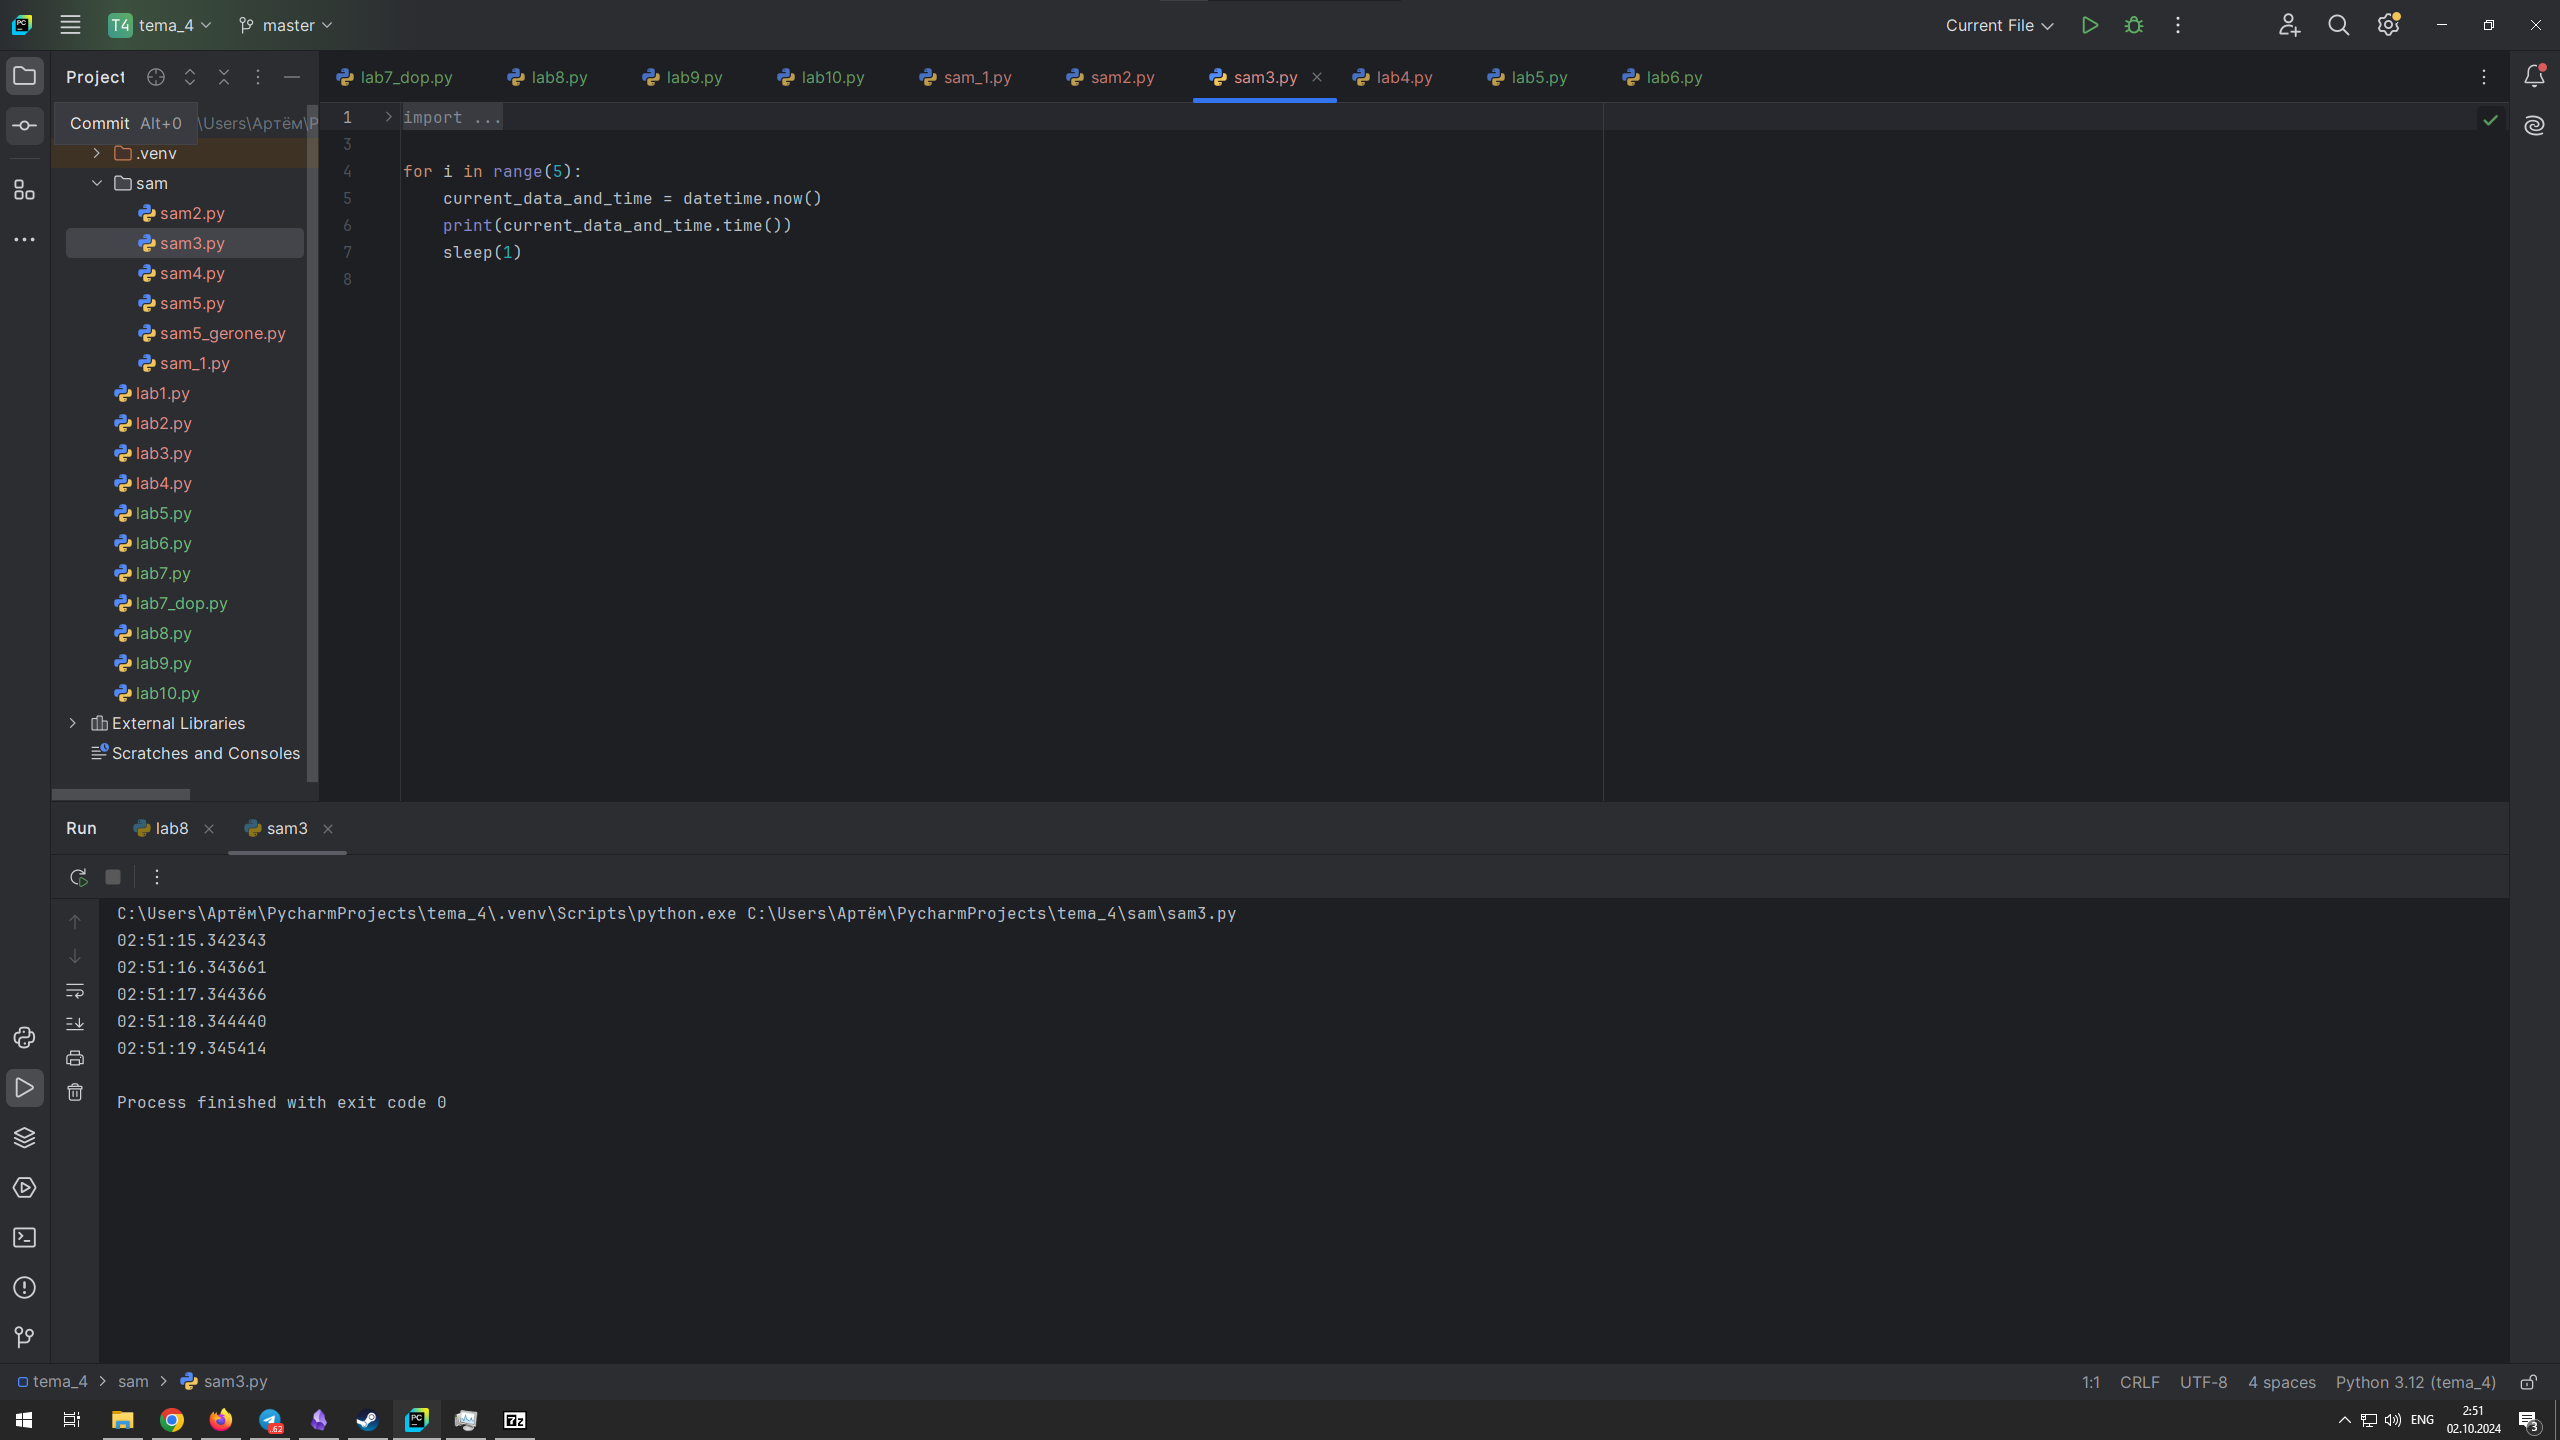 T4 tema_4 master Current File
Project
lab7_dop.py lab8.py lab9.py lab10.py sam_1.py sam2.py sam3.py lab4.py lab5.py lab6.py
Commit Alt+0 \Users\Артём\P
.venv
sam
sam2.py
sam3.py
sam4.py
sam5.py
sam5_gerone.py
sam_1.py
lab1.py
lab2.py
lab3.py
lab4.py
lab5.py
lab6.py
lab7.py
lab7_dop.py
lab8.py
lab9.py
lab10.py
External Libraries
Scratches and Consoles
1 import ...
3
4 for i in range(5):
5 current_data_and_time = datetime.now()
6 print(current_data_and_time.time())
7 sleep(1)
8
Run lab8 sam3
C:\Users\Артём\PycharmProjects\tema_4\.venv\Scripts\python.exe C:\Users\Артём\PycharmProjects\tema_4\sam\sam3.py
02:51:15.342343
02:51:16.343661
02:51:17.344366
02:51:18.344440
02:51:19.345414
Process finished with exit code 0
tema_4 sam sam3.py 1:1 CRLF UTF-8 4 spaces Python 3.12 (tema_4)
PC .62 PC 7z ENG 2:51 3
02.10.2024